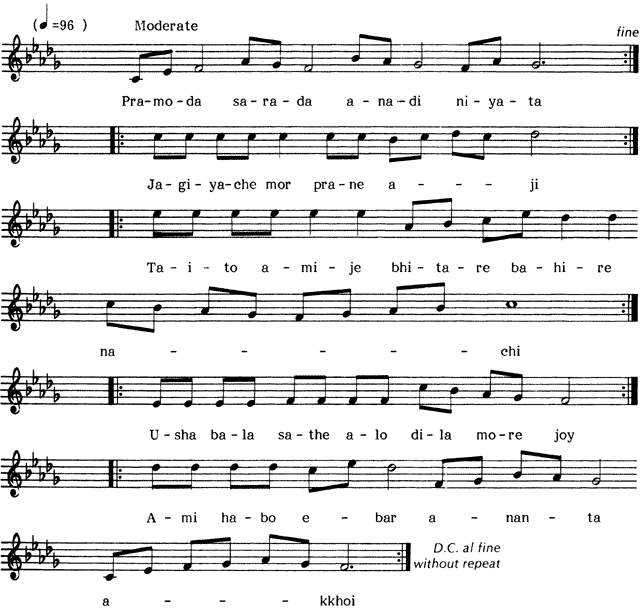 (♩=96 ) Moderate
fine
Pra-mo-da sa-ra-da a-na-di ni-ya-ta
Ja-gi-ya-che mor pra-ne a - - - ji
Ta-i-to a-mi-je bhi-ta-re ba-hi-re
na - - - - - - - chi
U-sha ba-la sa-the a-lo di-la mo-re joy
A-mi ha-bo e - bar a-nan-ta
D.C. al fine
without repeat
a - - - kkhoi